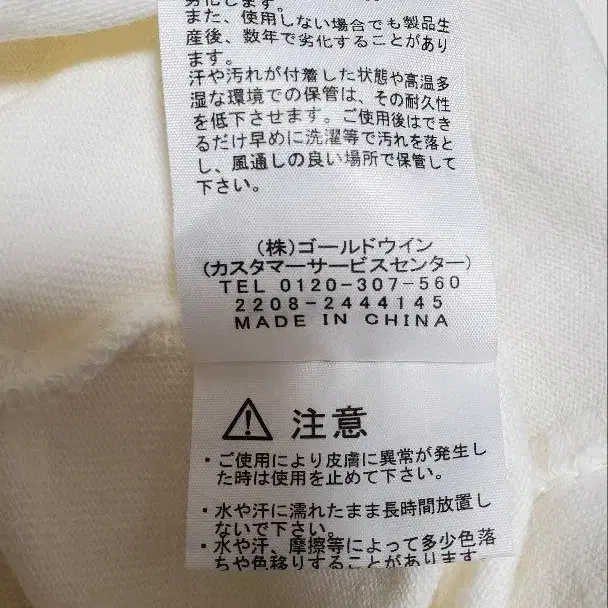 劣化します。
また、使用しない場合でも製品生
産後、数年で劣化することがあり
ます。
汗や汚れが付着した状態や高温多
湿な環境での保管は、その耐久性
を低下させます。ご使用後はでき
るだけ早めに洗濯等で汚れを落と
し、風通しの良い場所で保管して
下さい。
(株)ゴールドウイン
(カスタマーサービスセンター)
TEL 0120-307-560
2208-2444145
MADE IN CHINA
注意
・ご使用により皮膚に異常が発生し
た時は使用を止めて下さい。
・水や汗に濡れたまま長時間放置し
ないで下さい。
・水や汗、摩擦等によって多少色落
ちや色移りすることがあります